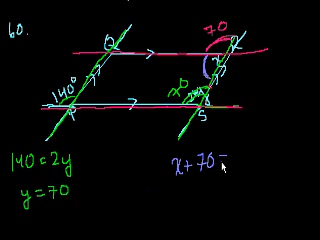 60.
70
Q R
x
140° x°
P S
140 = 2y
y = 70
x + 70 =